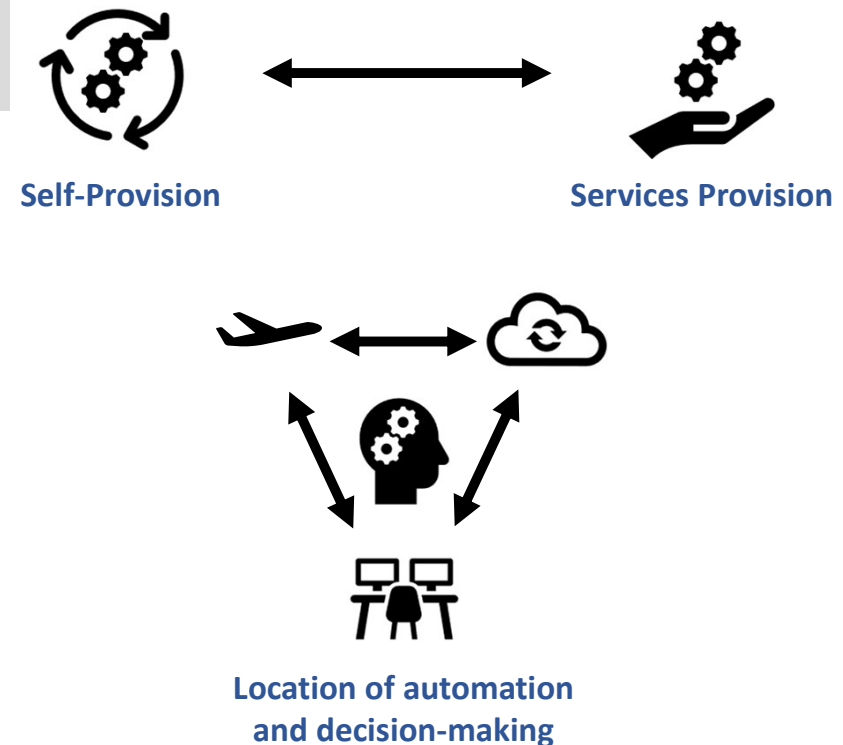 Self-Provision
Services Provision
Location of automation
and decision-making